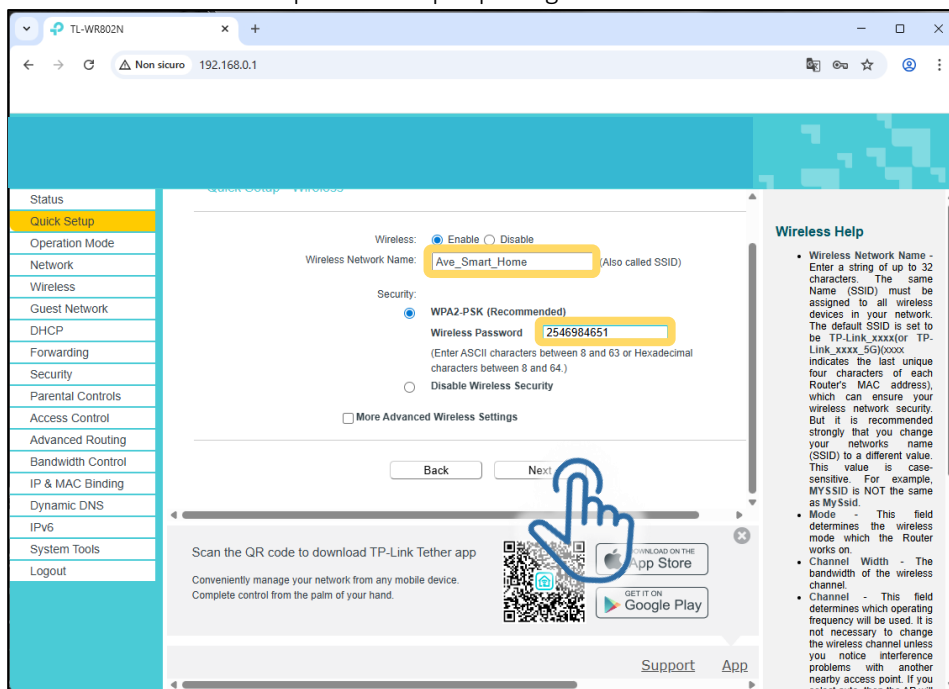 TL-WR802N
Non sicuro 192.168.0.1
Quick Setup - Wireless
Status
Quick Setup
Operation Mode
Network
Wireless
Guest Network
DHCP
Forwarding
Security
Parental Controls
Access Control
Advanced Routing
Bandwidth Control
IP & MAC Binding
Dynamic DNS
IPv6
System Tools
Logout
Wireless: Enable Disable
Wireless Network Name: Ave_Smart_Home (Also called SSID)
Security:
WPA2-PSK (Recommended)
Wireless Password 2546984651
(Enter ASCII characters between 8 and 63 or Hexadecimal
characters between 8 and 64.)
Disable Wireless Security
More Advanced Wireless Settings
Back Next
Scan the QR code to download TP-Link Tether app
Conveniently manage your network from any mobile device.
Complete control from the palm of your hand.
DOWNLOAD ON THE
App Store
GET IT ON
Google Play
Support App
Wireless Help
• Wireless Network Name -
Enter a string of up to 32
characters. The same
Name (SSID) must be
assigned to all wireless
devices in your network.
The default SSID is set to
be TP-Link_xxxx(or TP-
Link_xxxx_5G)(xxxx
indicates the last unique
four characters of each
Router's MAC address),
which can ensure your
wireless network security.
But it is recommended
strongly that you change
your networks name
(SSID) to a different value.
This value is case-
sensitive. For example,
MYSSID is NOT the same
as MySsid.
• Mode - This field
determines the wireless
mode which the Router
works on.
• Channel Width - The
bandwidth of the wireless
channel.
• Channel - This field
determines which operating
frequency will be used. It is
not necessary to change
the wireless channel unless
you notice interference
problems with another
nearby access point. If you